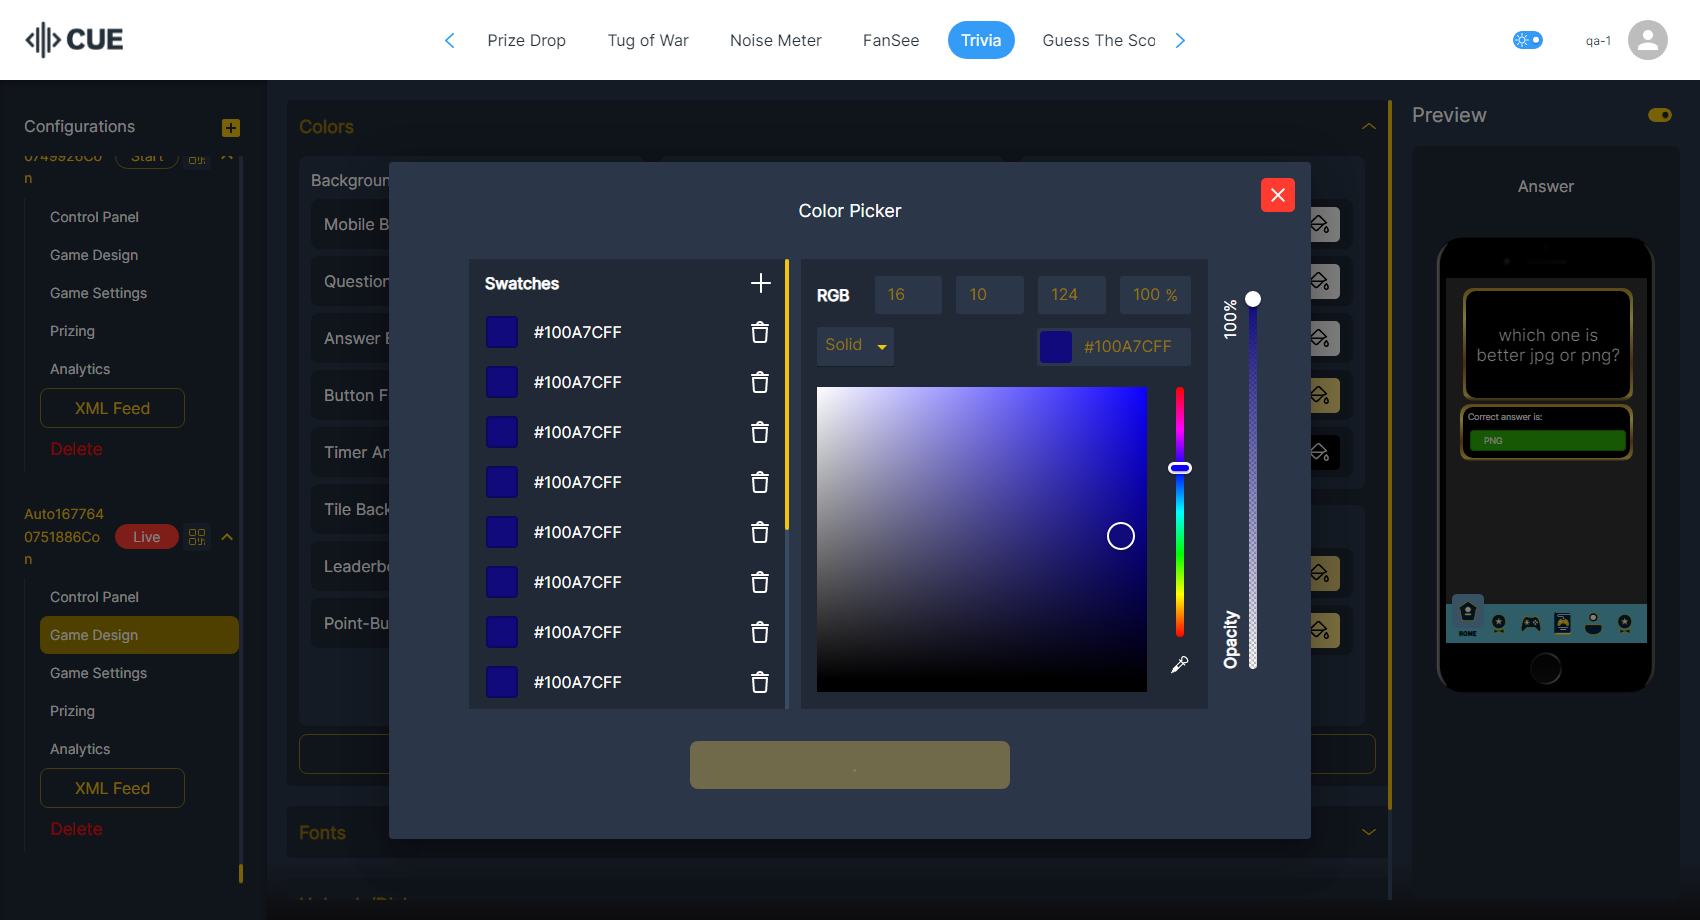 CUE
Prize Drop
Tug of War
Noise Meter
FanSee
Trivia
Guess The Sco
qa-1
Configurations
0749926Co
n
Start
Control Panel
Game Design
Game Settings
Prizing
Analytics
XML Feed
Delete
Auto167764
0751886Co
n
Live
Control Panel
Game Design
Game Settings
Prizing
Analytics
XML Feed
Delete
Colors
Backgroun
Mobile B
Question
Answer B
Button F
Timer An
Tile Back
Leaderbo
Point-Bu
Fonts
Color Picker
Swatches
#100A7CFF
#100A7CFF
#100A7CFF
#100A7CFF
#100A7CFF
#100A7CFF
#100A7CFF
#100A7CFF
RGB
16
10
124
100 %
Solid
#100A7CFF
100%
Opacity
Preview
Answer
which one is
better jpg or png?
Correct answer is:
PNG
HOME